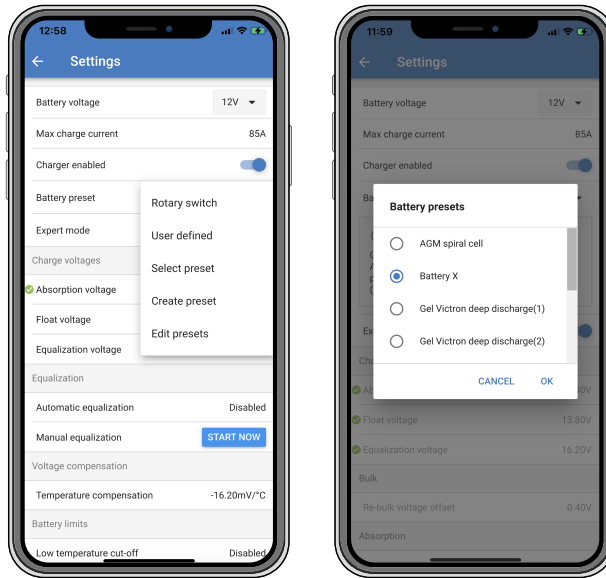 12:58
Settings
Battery voltage 12V
Max charge current 85A
Charger enabled
Battery preset
Expert mode
Rotary switch
User defined
Select preset
Create preset
Edit presets
Charge voltages
Absorption voltage
Float voltage
Equalization voltage
Equalization
Automatic equalization Disabled
Manual equalization START NOW
Voltage compensation
Temperature compensation -16.20mV/°C
Battery limits
Low temperature cut-off Disabled
11:59
Settings
Battery voltage 12V
Max charge current 85A
Charger enabled
Ba
Battery presets
AGM spiral cell
Battery X
Gel Victron deep discharge(1)
Gel Victron deep discharge(2)
CANCEL OK
Ex
Cha
Ab
Float voltage 13.80V
Equalization voltage 16.20V
Bulk
Re-bulk voltage offset 0.40V
Absorption